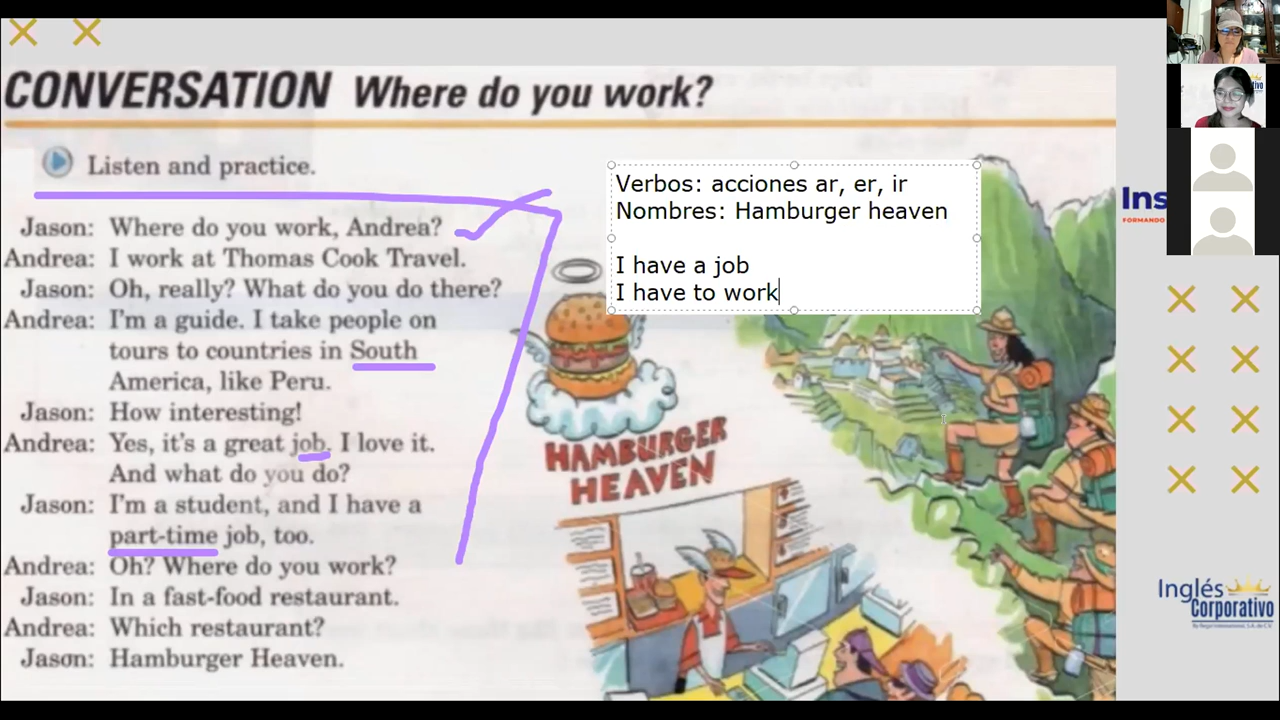 CONVERSATION Where do you work?
Listen and practice.
Jason: Where do you work, Andrea?
Andrea: I work at Thomas Cook Travel.
Jason: Oh, really? What do you do there?
Andrea: I'm a guide. I take people on
tours to countries in South
America, like Peru.
Jason: How interesting!
Andrea: Yes, it's a great job. I love it.
And what do you do?
Jason: I'm a student, and I have a
part-time job, too.
Andrea: Oh? Where do you work?
Jason: In a fast-food restaurant.
Andrea: Which restaurant?
Jason: Hamburger Heaven.
Verbos: acciones ar, er, ir
Nombres: Hamburger heaven
I have a job
I have to work
HAMBURGER
HEAVEN
Ins
FORMANDO
Inglés
Corporativo